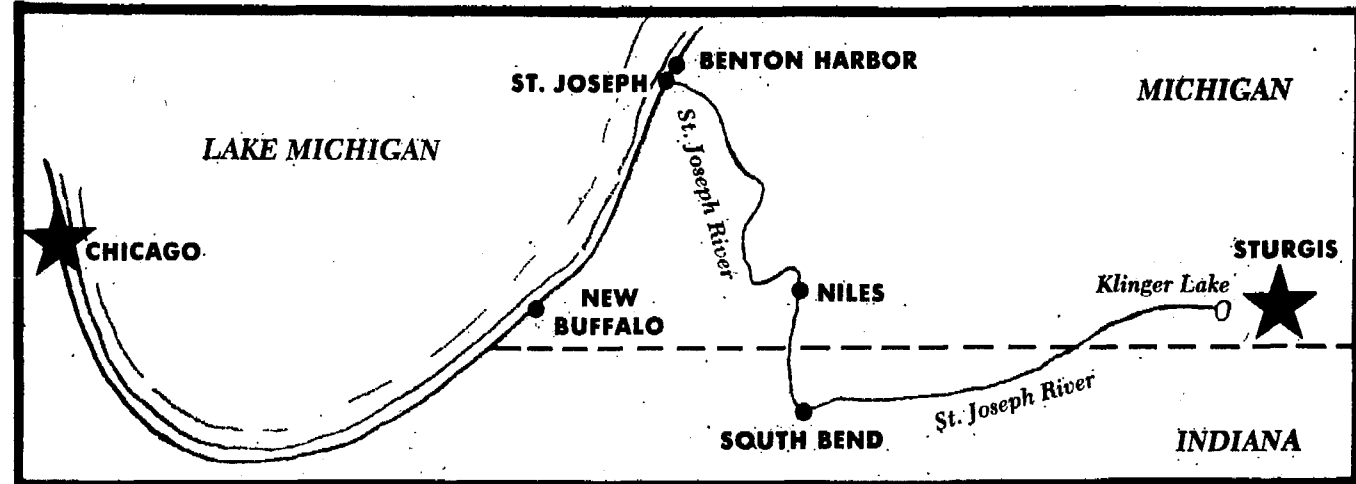 BENTON HARBOR
ST. JOSEPH
MICHIGAN
LAKE MICHIGAN
St. Joseph River
CHICAGO
STURGIS
Klinger Lake
NILES
NEW
BUFFALO
St. Joseph River
SOUTH BEND
INDIANA